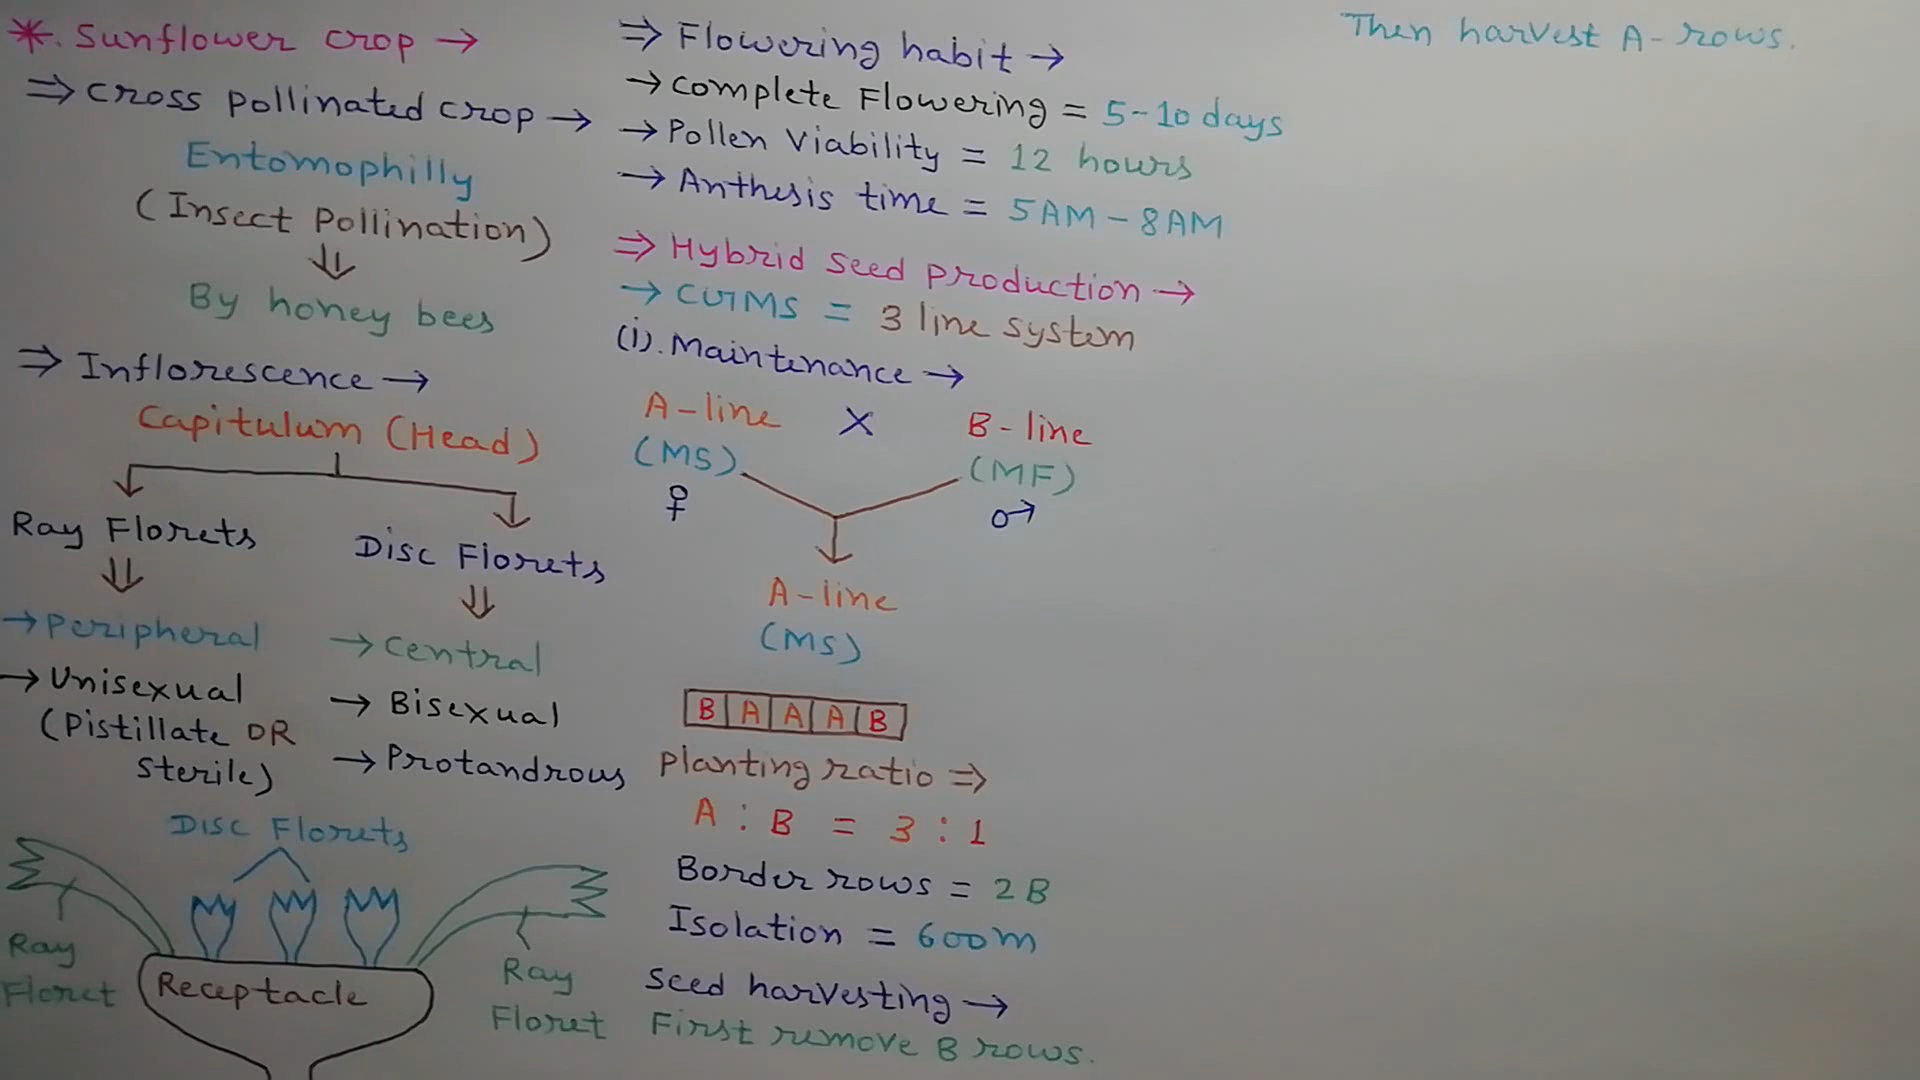 *. Sunflower crop →
⇒ Cross pollinated crop →
Entomophilly
(Insect Pollination)
⇓
By honey bees
⇒ Inflorescence →
Capitulum (Head)
Ray Florets
Disc Florets
⇓ ⇓
→ Peripheral
→ Central
→ Unisexual
(Pistillate OR
Sterile)
→ Bisexual
→ Protandrous
Disc Florets
Ray
Floret
Receptacle
Ray
Floret
⇒ Flowering habit →
→ Complete Flowering = 5-10 days
→ Pollen Viability = 12 hours
→ Anthesis time = 5AM - 8AM
⇒ Hybrid Seed production →
→ CGMS = 3 line system
(i). Maintenance →
A-line X B-line
(MS) (MF)
♀ ♂
A-line
(MS)
B A A A B
Planting ratio ⇒
A : B = 3 : 1
Border rows = 2 B
Isolation = 600m
Seed harvesting →
First remove B rows.
Then harvest A-rows.